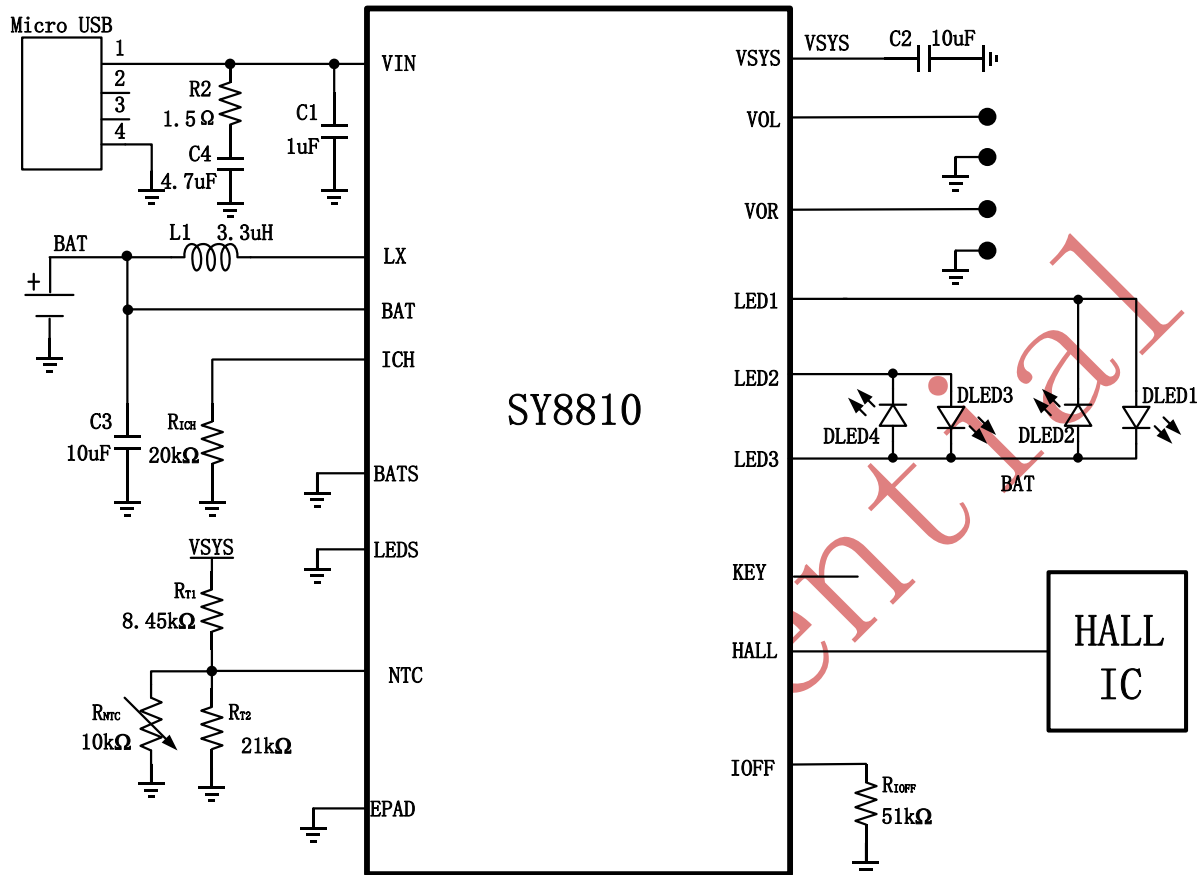 Micro USB
1
2
3
4
R2
1.5Ω
C4
4.7uF
C1
1uF
VIN
BAT
+
L1 3.3uH
LX
BAT
ICH
C3
10uF
RICH
20kΩ
BATS
LEDS
VSYS
RT1
8.45kΩ
NTC
RNTC
10kΩ
RT2
21kΩ
EPAD
SY8810
VSYS
VSYS
C2 10uF
VOL
VOR
LED1
LED2
LED3
DLED4
DLED3
DLED2
DLED1
BAT
KEY
HALL
HALL
IC
IOFF
RIOFF
51kΩ
ential